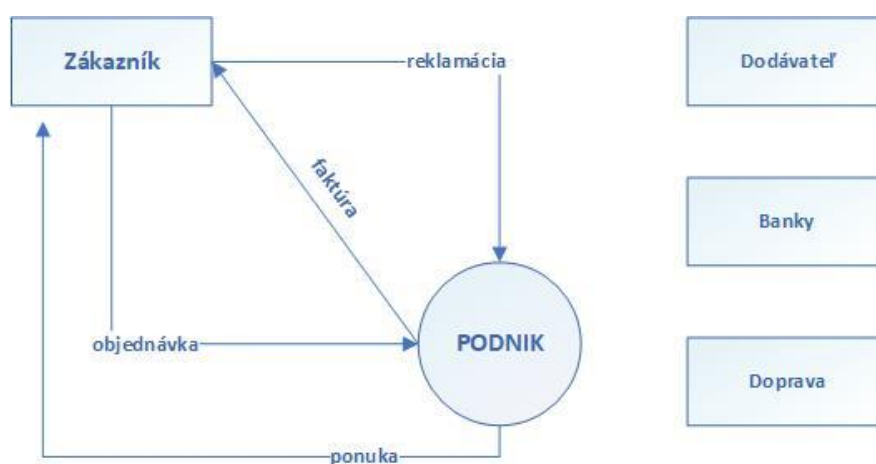 Zákazník
reklamácia
Dodávateľ
faktúra
Banky
objednávka
PODNIK
Doprava
ponuka